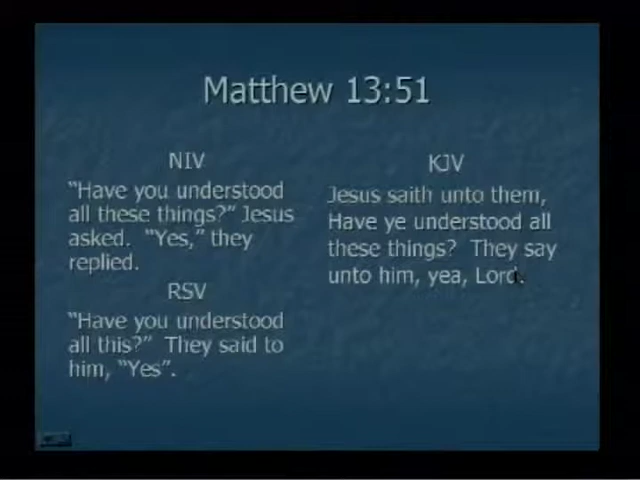 Matthew 13:51
NIV
“Have you understood
all these things?” Jesus
asked.  “Yes,” they
replied.
RSV
“Have you understood
all this?”  They said to
him, “Yes”.
KJV
Jesus saith unto them,
Have ye understood all
these things?  They say
unto him, yea, Lord.